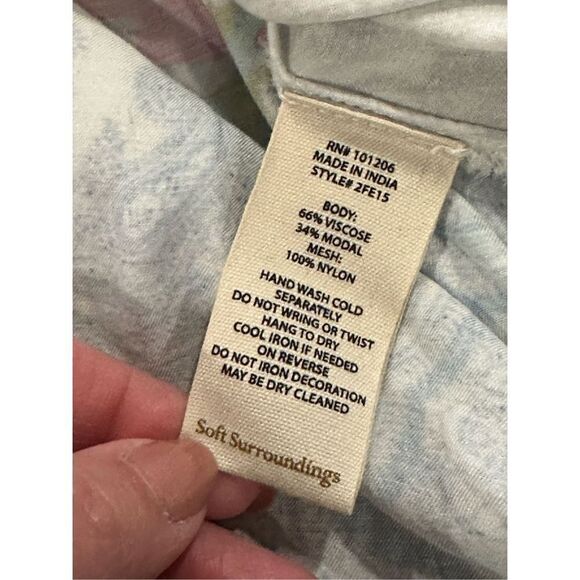 RN# 101206
MADE IN INDIA
STYLE# 2FE15
BODY:
66% VISCOSE
34% MODAL
MESH:
100% NYLON
HAND WASH COLD
SEPARATELY
DO NOT WRING OR TWIST
HANG TO DRY
COOL IRON IF NEEDED
ON REVERSE
DO NOT IRON DECORATION
MAY BE DRY CLEANED
Soft Surroundings